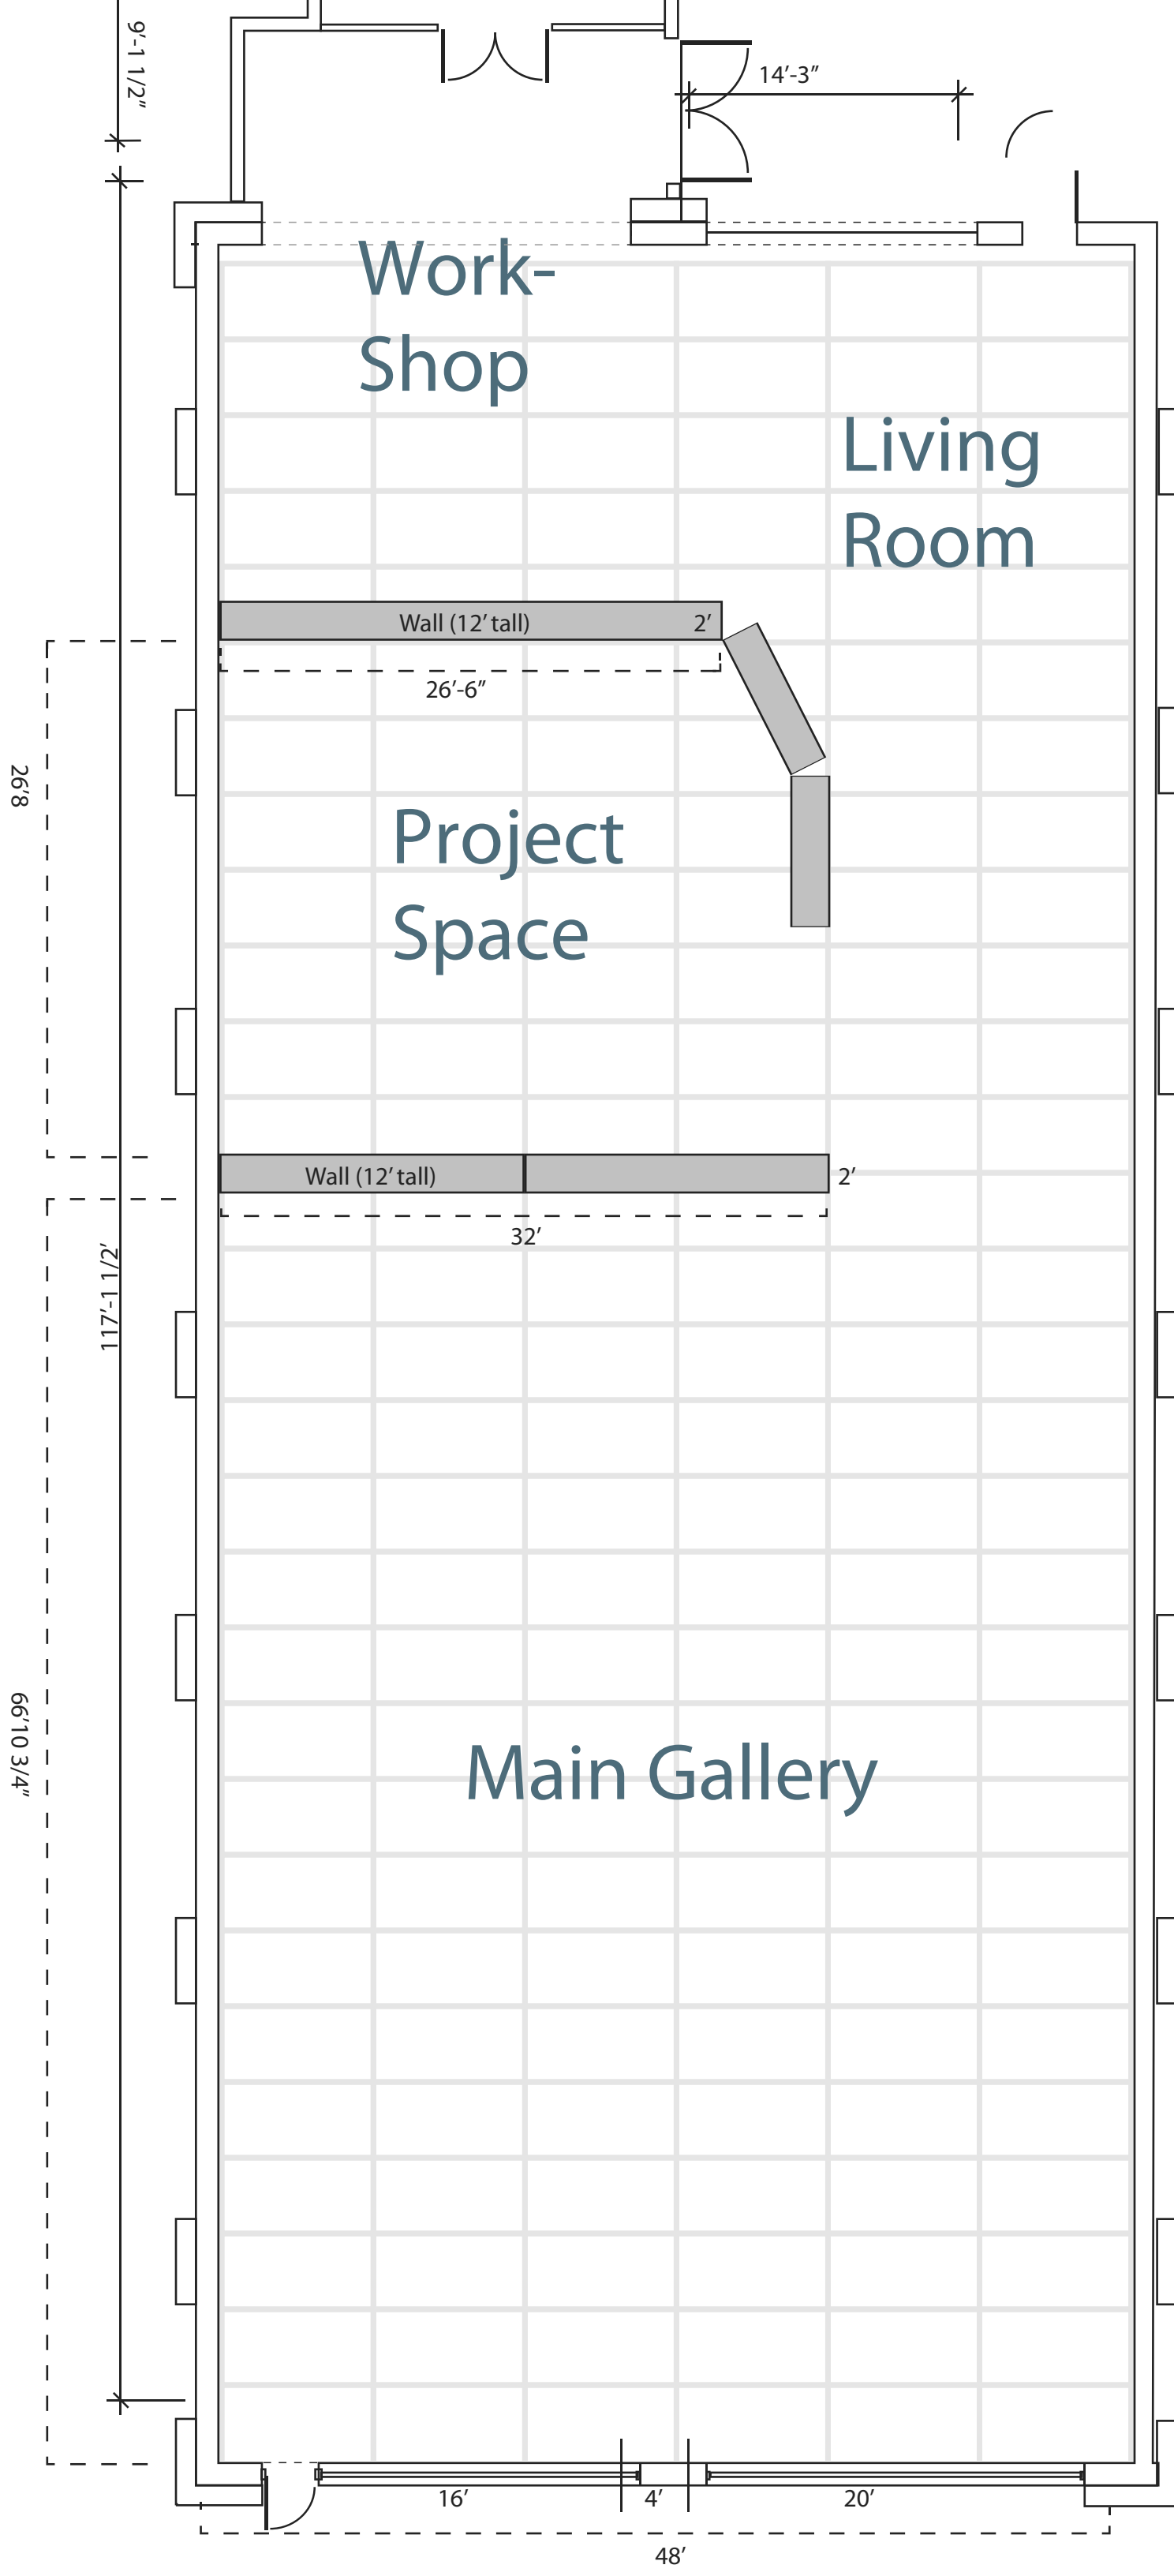 9’-1 1/2”
14’-3”
Work-
Shop
Living
Room
Wall (12’ tall)
2’
26’-6”
26’8
Project
Space
Wall (12’ tall)
2’
32’
117’-1 1/2’
66’10 3/4”
Main Gallery
16’
4’
20’
48’